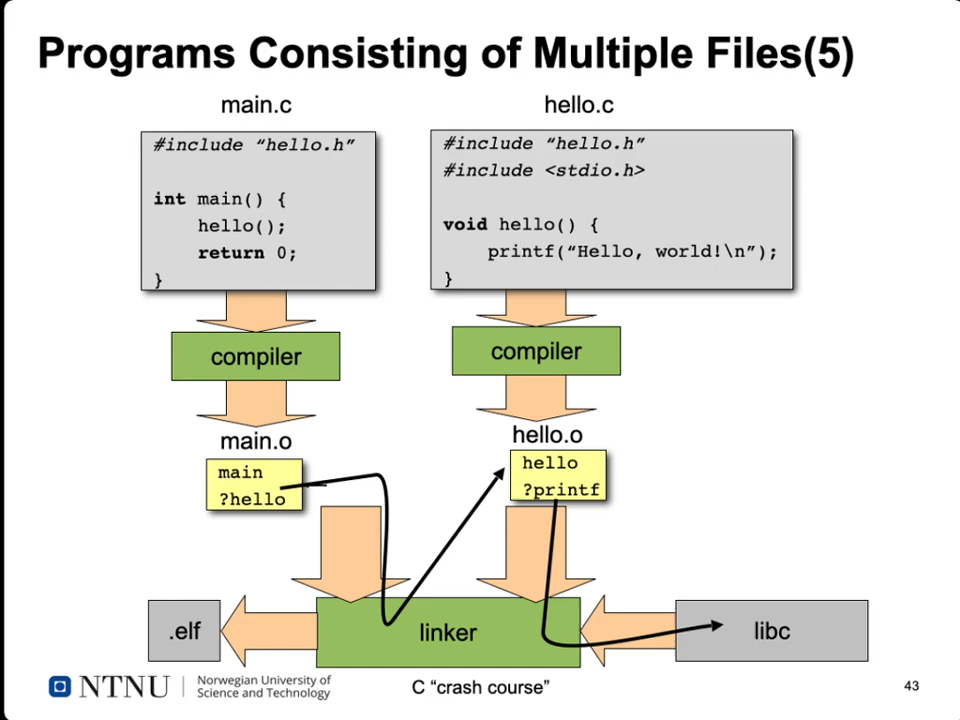 Programs Consisting of Multiple Files(5)
main.c
#include “hello.h”
int main() {
hello();
return 0;
}
hello.c
#include “hello.h”
#include <stdio.h>
void hello() {
printf(“Hello, world!\n”);
}
compiler
compiler
main.o
main
?hello
hello.o
hello
?printf
.elf
linker
libc
NTNU
Norwegian University of
Science and Technology
C “crash course”
43